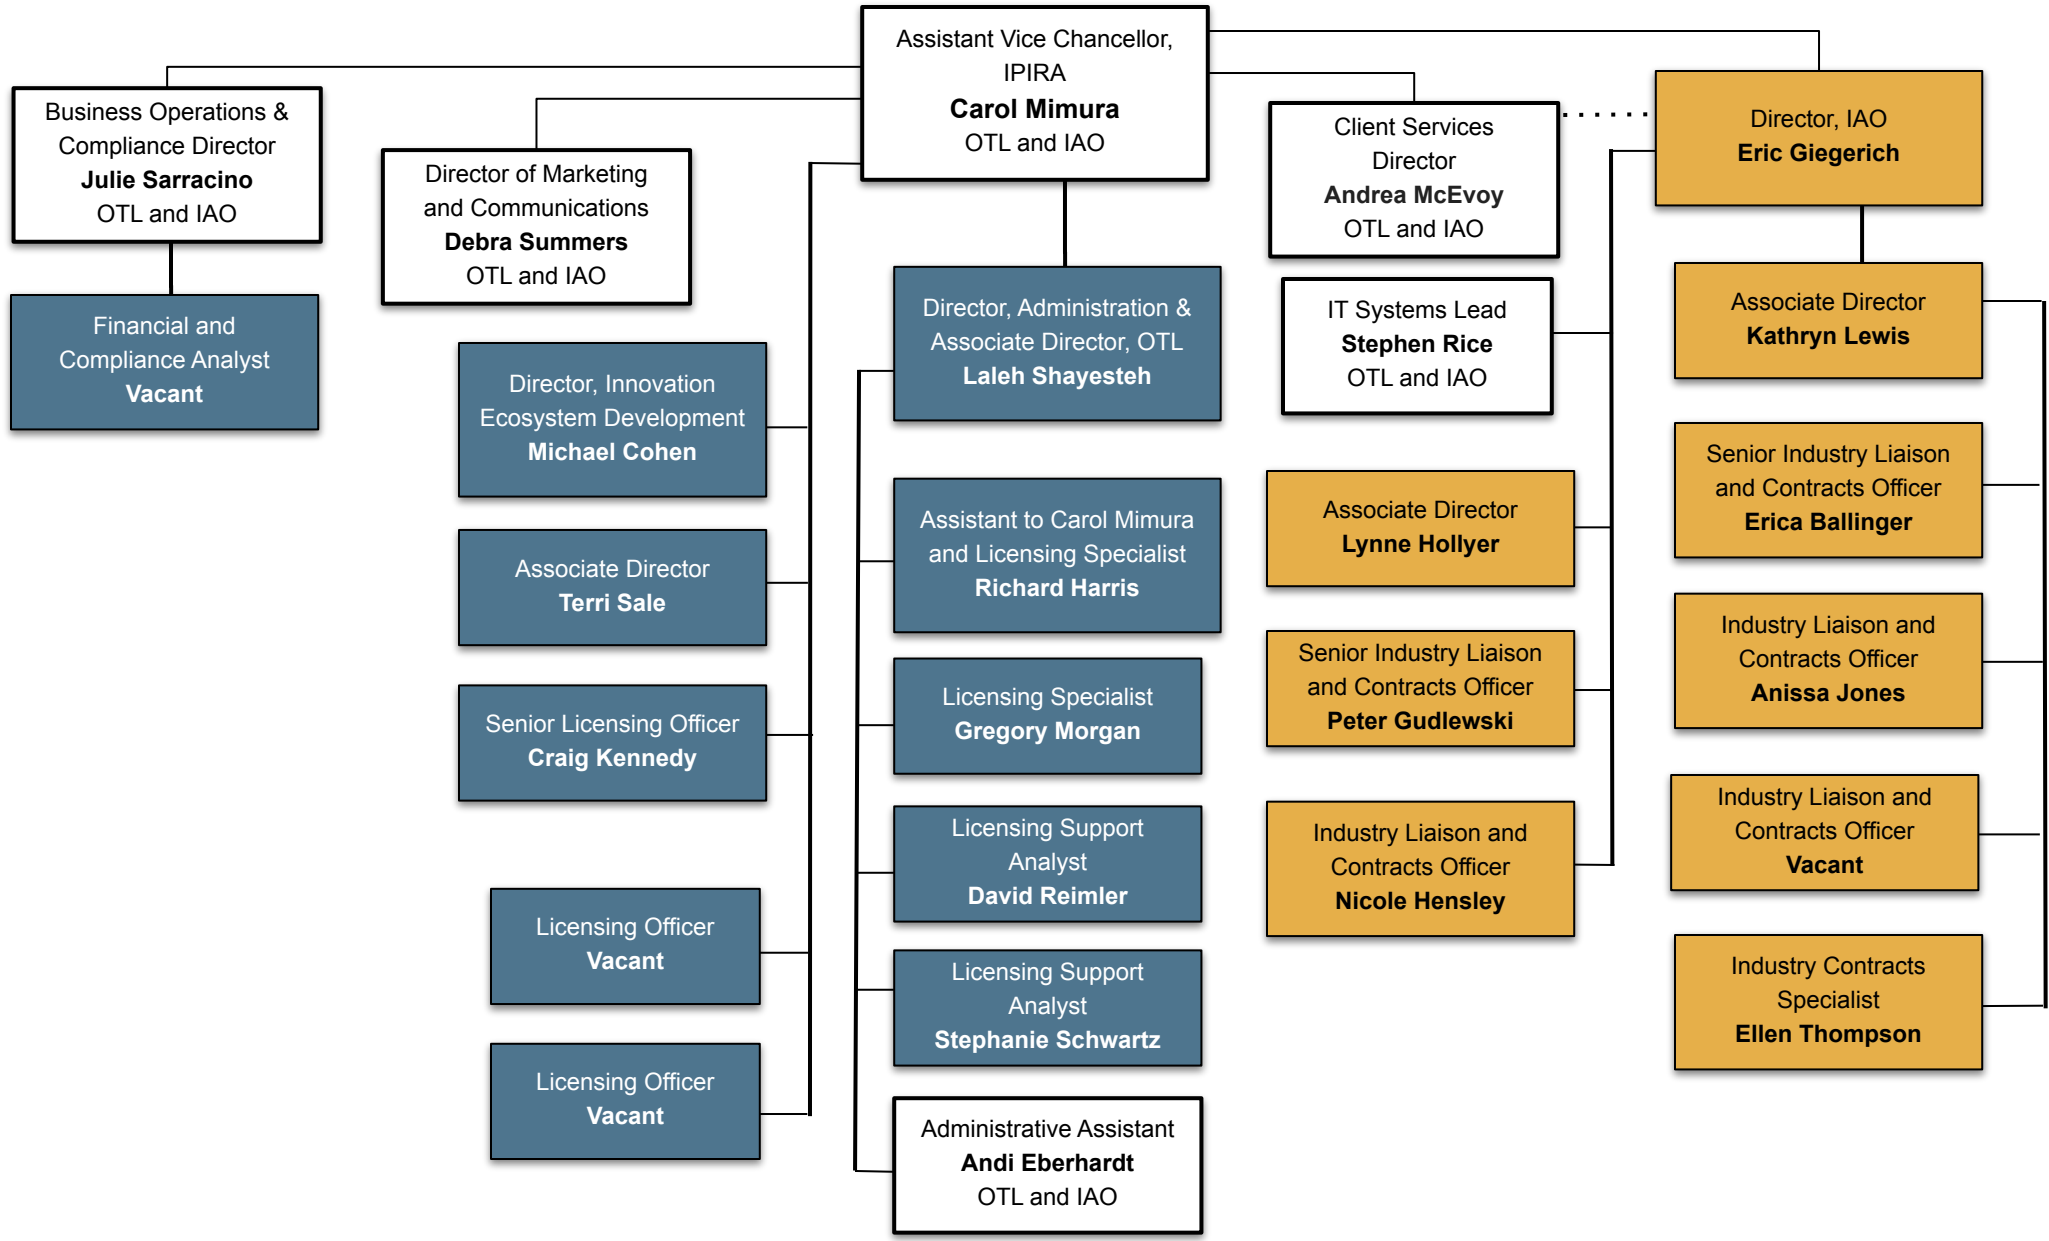 Assistant Vice Chancellor,
IPIRA
Carol Mimura
OTL and IAO
Business Operations &
Compliance Director
Julie Sarracino
OTL and IAO
Financial and
Compliance Analyst
Vacant
Director of Marketing
and Communications
Debra Summers
OTL and IAO
Director, Innovation
Ecosystem Development
Michael Cohen
Associate Director
Terri Sale
Senior Licensing Officer
Craig Kennedy
Licensing Officer
Vacant
Licensing Officer
Vacant
Director, Administration &
Associate Director, OTL
Laleh Shayesteh
Assistant to Carol Mimura
and Licensing Specialist
Richard Harris
Licensing Specialist
Gregory Morgan
Licensing Support
Analyst
David Reimler
Licensing Support
Analyst
Stephanie Schwartz
Administrative Assistant
Andi Eberhardt
OTL and IAO
Client Services
Director
Andrea McEvoy
OTL and IAO
Director, IAO
Eric Giegerich
IT Systems Lead
Stephen Rice
OTL and IAO
Associate Director
Lynne Hollyer
Senior Industry Liaison
and Contracts Officer
Peter Gudlewski
Industry Liaison and
Contracts Officer
Nicole Hensley
Associate Director
Kathryn Lewis
Senior Industry Liaison
and Contracts Officer
Erica Ballinger
Industry Liaison and
Contracts Officer
Anissa Jones
Industry Liaison and
Contracts Officer
Vacant
Industry Contracts
Specialist
Ellen Thompson